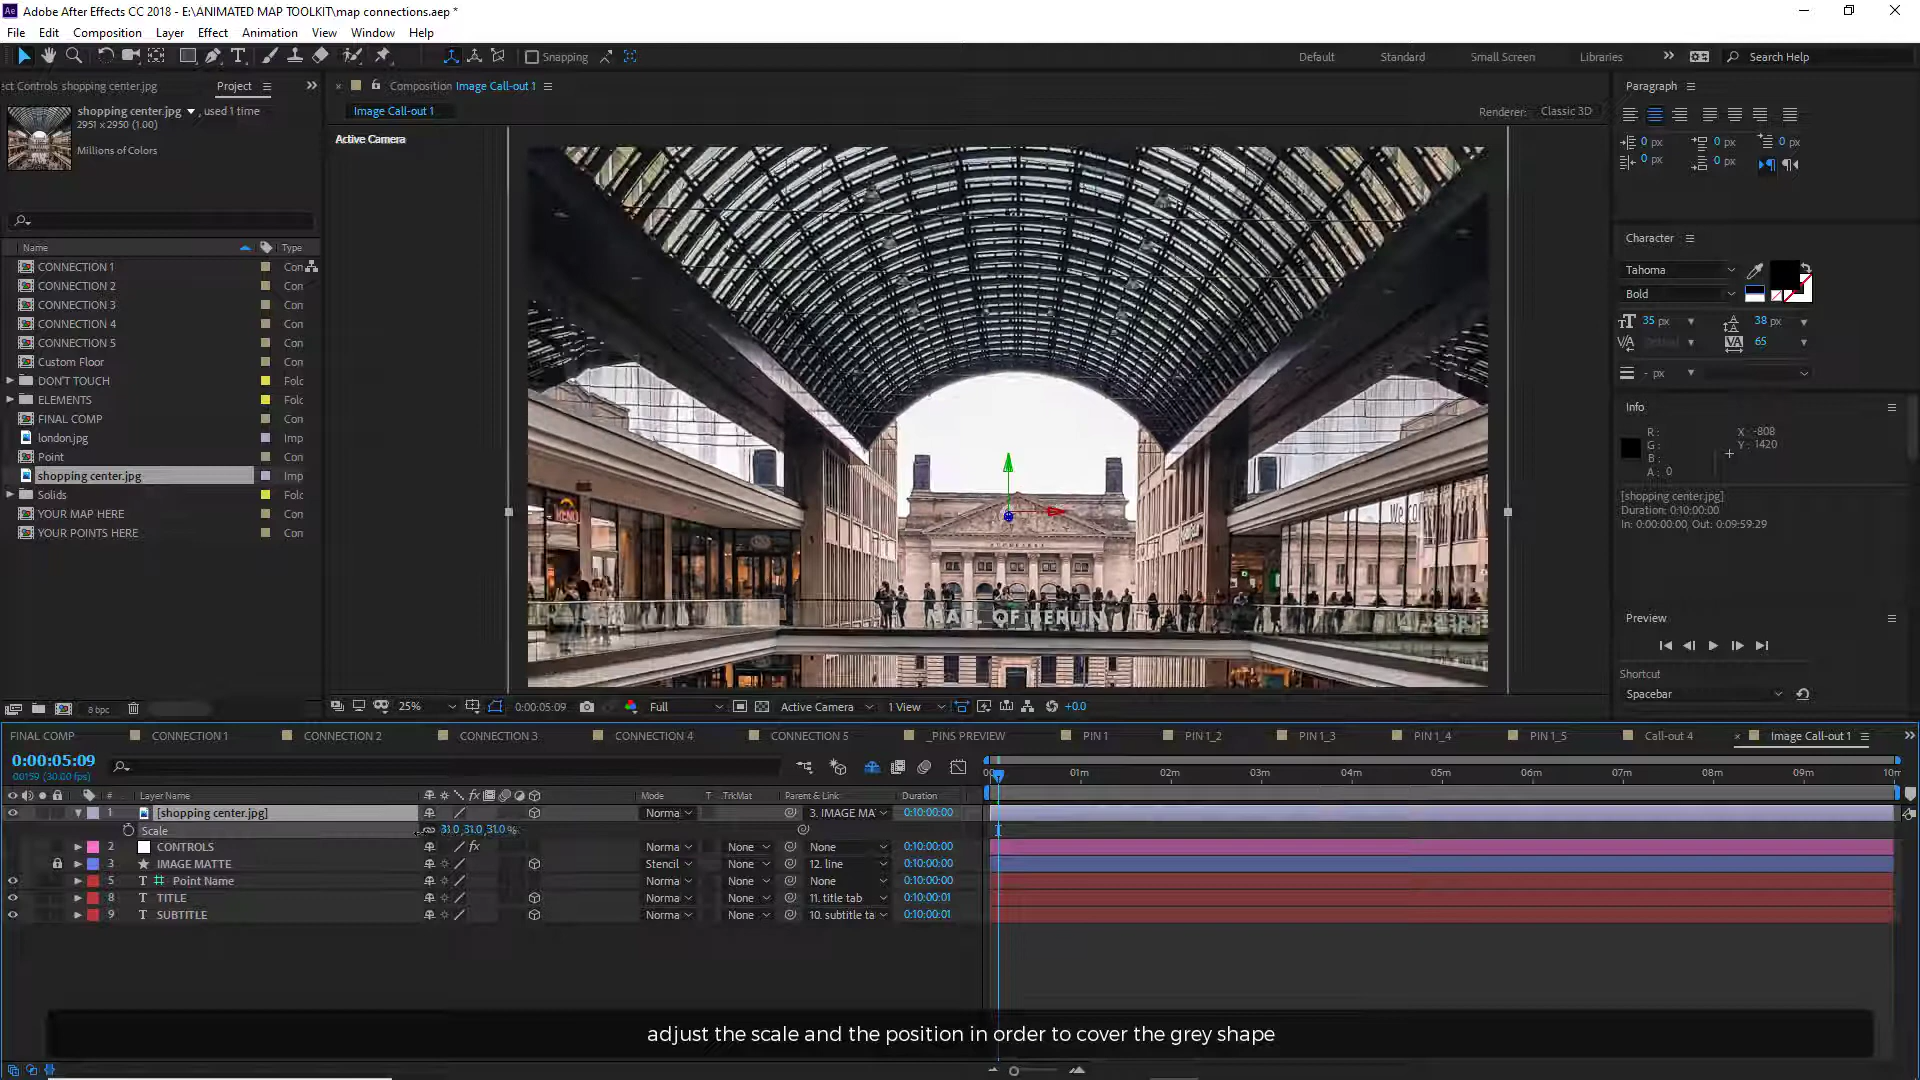 Adobe After Effects CC 2018 - E:\ANIMATED MAP TOOLKIT\map connections.aep *
File Edit Composition Layer Effect Animation View Window Help
Snapping
Default Standard Small Screen Libraries Search Help
ect Controls shopping center.jpg Project
shopping center.jpg , used 1 time
2951 x 2950 (1.00)
Millions of Colors
Name Type
CONNECTION 1 Con
CONNECTION 2 Con
CONNECTION 3 Con
CONNECTION 4 Con
CONNECTION 5 Con
Custom Floor Con
DON'T TOUCH Folc
ELEMENTS Folc
FINAL COMP Con
london.jpg Imp
Point Con
shopping center.jpg Imp
Solids Folc
YOUR MAP HERE Con
YOUR POINTS HERE Con
8 bpc
Composition Image Call-out 1
Image Call-out 1
Renderer: Classic 3D
Active Camera
MALL OF BERLIN
25% 0:00:05:09 Full Active Camera 1 View +0.0
Paragraph
0 px 0 px 0 px
0 px 0 px
Character
Tahoma
Bold
35 px 38 px
65
- px
Info
R :
G :
B :
A : 0
X : -808
Y : 1420
[shopping center.jpg]
Duration: 0:10:00:00
In: 0:00:00:00, Out: 0:09:59:29
Preview
Shortcut
Spacebar
FINAL COMP CONNECTION 1 CONNECTION 2 CONNECTION 3 CONNECTION 4 CONNECTION 5 _PINS PREVIEW PIN 1 PIN 1_2 PIN 1_3 PIN 1_4 PIN 1_5 Call-out 4 Image Call-out 1
0:00:05:09
00159 (30.00 fps)
01m 02m 03m 04m 05m 06m 07m 08m 09m 10m
# Layer Name Mode T TrkMat Parent & Link Duration
1 [shopping center.jpg] Norma 3. IMAGE MA 0:10:00:00
Scale 31.0,31.0,31.0 %
2 CONTROLS fx Norma None None 0:10:00:00
3 IMAGE MATTE Stencil None 12. line 0:10:00:00
5 T Point Name Norma None None 0:10:00:00
8 T TITLE Norma None 11. title tab 0:10:00:01
9 T SUBTITLE Norma None 10. subtitle ta 0:10:00:01
adjust the scale and the position in order to cover the grey shape